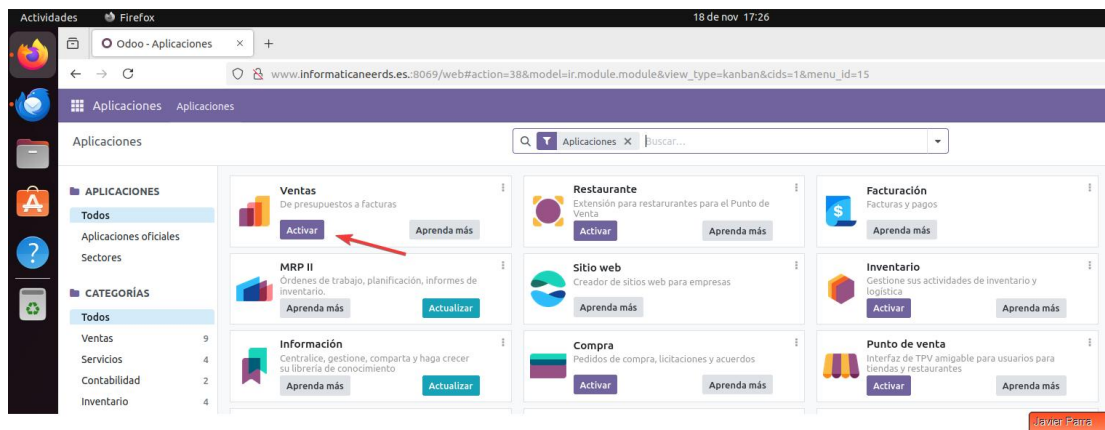 Actividades Firefox 18 de nov 17:26
Odoo - Aplicaciones
www.informaticaneerds.es.:8069/web#action=38&model=ir.module.module&view_type=kanban&cids=1&menu_id=15
Aplicaciones Aplicaciones
Aplicaciones
Aplicaciones Buscar...
APLICACIONES
Todos
Aplicaciones oficiales
Sectores
CATEGORÍAS
Todos
Ventas 9
Servicios 4
Contabilidad 2
Inventario 4
Ventas
De presupuestos a facturas
Activar Aprenda más
Restaurante
Extensión para restarurantes para el Punto de
Venta
Activar Aprenda más
Facturación
Facturas y pagos
Aprenda más
MRP II
Órdenes de trabajo, planificación, informes de
inventario.
Aprenda más Actualizar
Sitio web
Creador de sitios web para empresas
Aprenda más
Inventario
Gestione sus actividades de inventario y
logística
Activar Aprenda más
Información
Centralice, gestione, comparta y haga crecer
su librería de conocimiento
Aprenda más Actualizar
Compra
Pedidos de compra, licitaciones y acuerdos
Activar Aprenda más
Punto de venta
Interfaz de TPV amigable para usuarios para
tiendas y restaurantes
Activar Aprenda más
Javier Parra